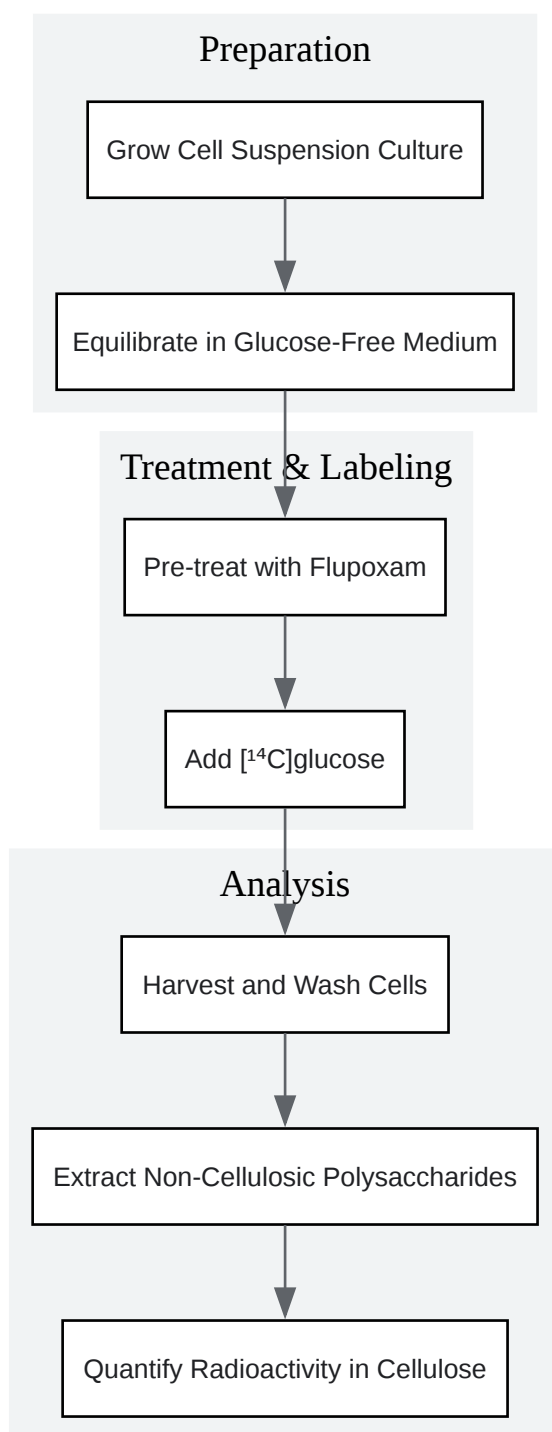 Preparation
Grow Cell Suspension Culture
Equilibrate in Glucose-Free Medium
Treatment & Labeling
Pre-treat with Flupoxam
Add [¹⁴C]glucose
Analysis
Harvest and Wash Cells
Extract Non-Cellulosic Polysaccharides
Quantify Radioactivity in Cellulose